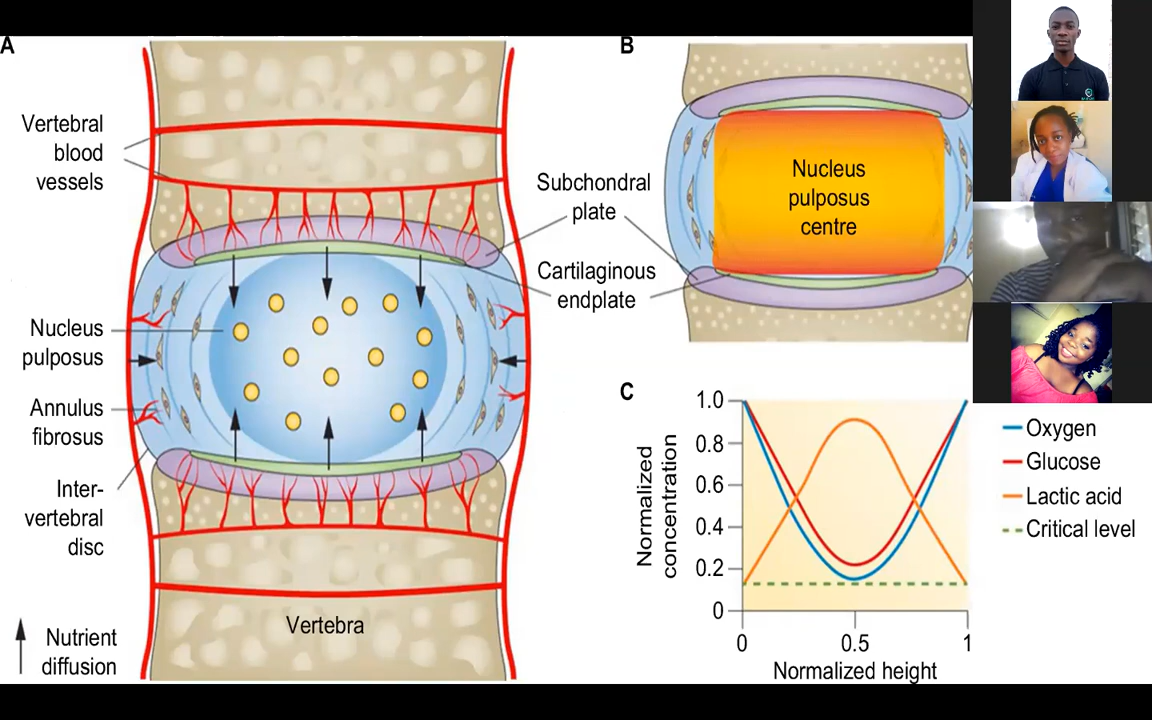 A
Vertebral
blood
vessels
Nucleus
pulposus
Annulus
fibrosus
Inter-
vertebral
disc
Nutrient
diffusion
Vertebra
Subchondral
plate
Cartilaginous
endplate
B
Nucleus
pulposus
centre
C
Normalized
concentration
1.0
0.8
0.6
0.4
0.2
0
0
0.5
1
Normalized height
Oxygen
Glucose
Lactic acid
Critical level